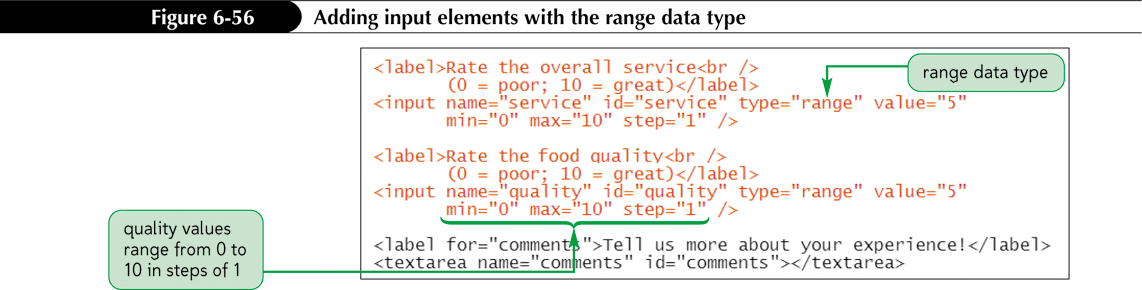 Figure 6-56 Adding input elements with the range data type
<label>Rate the overall service<br />
(0 = poor; 10 = great)</label>
<input name="service" id="service" type="range" value="5"
min="0" max="10" step="1" />
range data type
<label>Rate the food quality<br />
(0 = poor; 10 = great)</label>
<input name="quality" id="quality" type="range" value="5"
min="0" max="10" step="1" />
quality values
range from 0 to
10 in steps of 1
<label for="comments">Tell us more about your experience!</label>
<textarea name="comments" id="comments"></textarea>